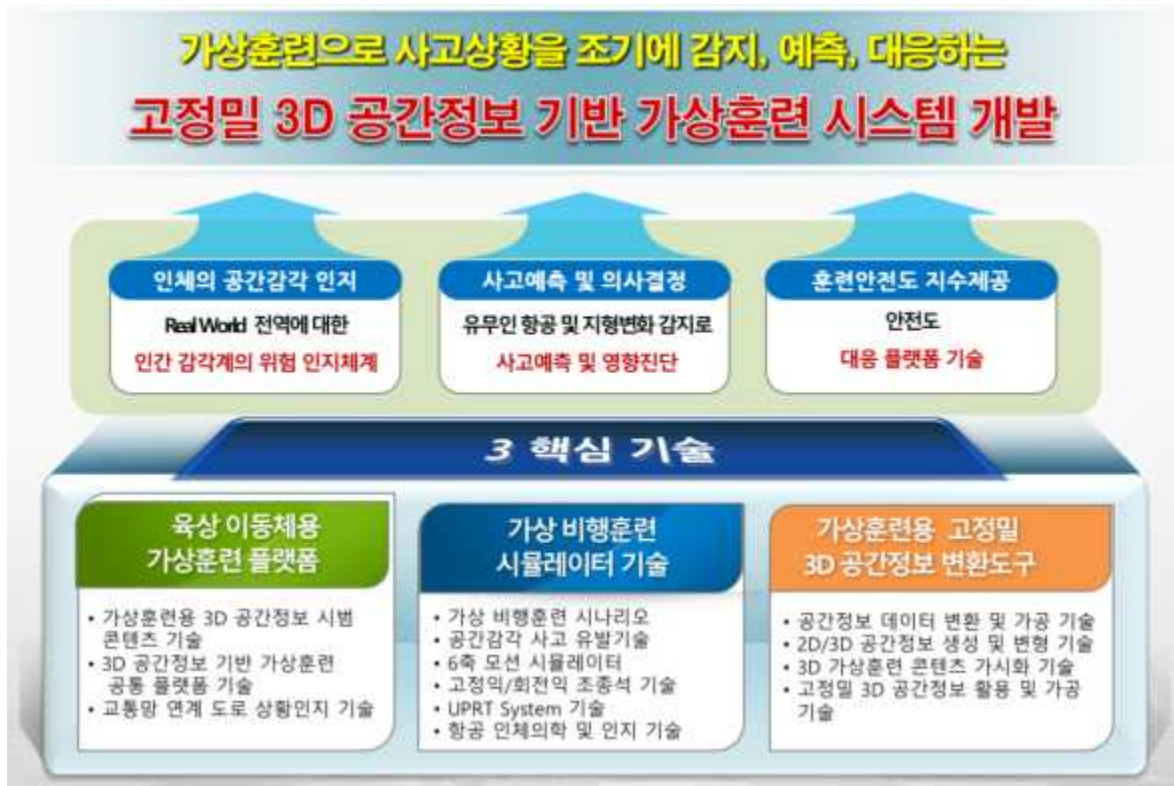 가상훈련으로 사고상황을 조기에 감지, 예측, 대응하는
고정밀 3D 공간정보 기반 가상훈련 시스템 개발
인체의 공간감각 인지
Real World 전역에 대한
인간 감각계의 위험 인지체계
사고예측 및 의사결정
유무인 항공 및 지형변화 감지로
사고예측 및 영향진단
훈련안전도 지수제공
안전도
대응 플랫폼 기술
3 핵심 기술
육상 이동체용
가상훈련 플랫폼
• 가상훈련용 3D 공간정보 시범
콘텐츠 기술
• 3D 공간정보 기반 가상훈련
공통 플랫폼 기술
• 교통망 연계 도로 상황인지 기술
가상 비행훈련
시뮬레이터 기술
• 가상 비행훈련 시나리오
• 공간감각 사고 유발기술
• 6축 모션 시뮬레이터
• 고정익/회전익 조종석 기술
• UPRT System 기술
• 항공 인체의학 및 인지 기술
가상훈련용 고정밀
3D 공간정보 변환도구
• 공간정보 데이터 변환 및 가공 기술
• 2D/3D 공간정보 생성 및 변형 기술
• 3D 가상훈련 콘텐츠 가시화 기술
• 고정밀 3D 공간정보 활용 및 가공
기술